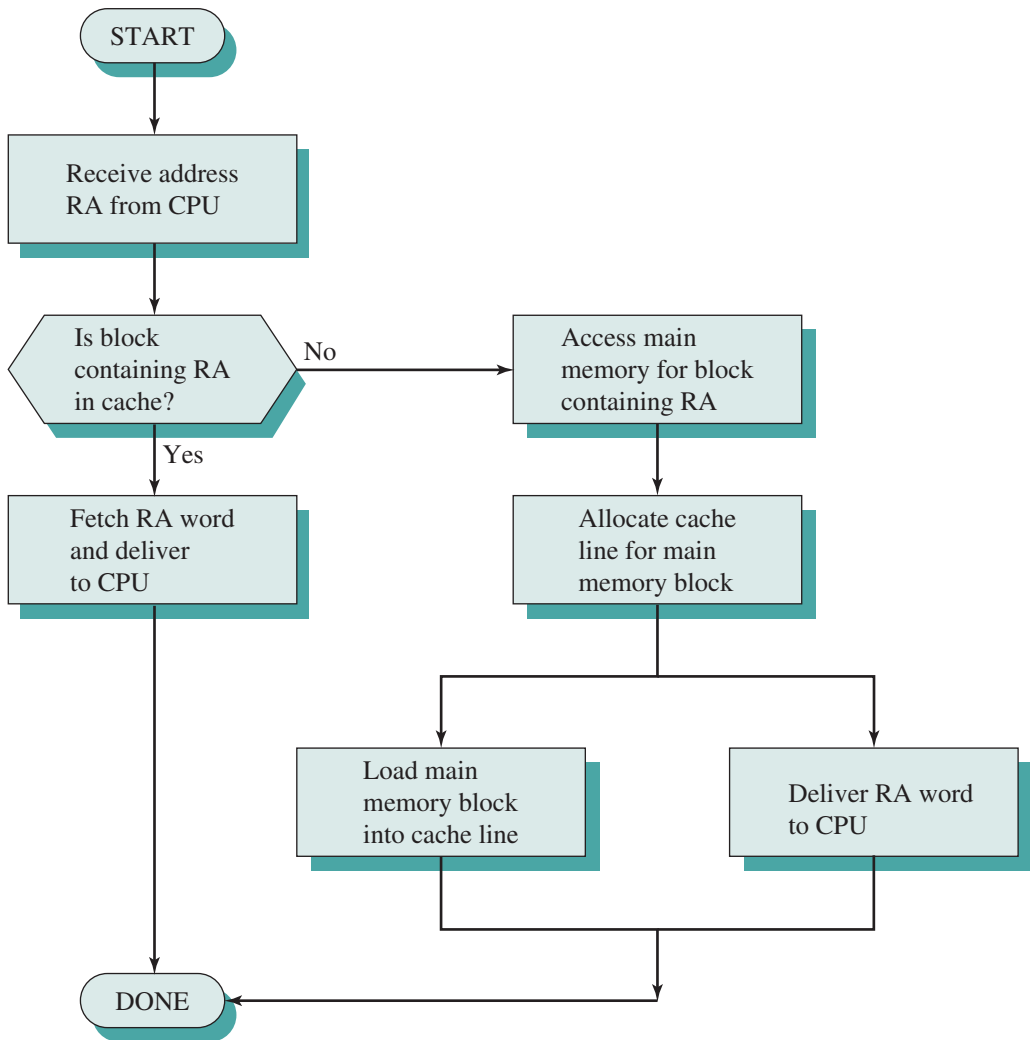 START
Receive address
RA from CPU
Is block
containing RA
in cache?
No
Access main
memory for block
containing RA
Yes
Fetch RA word
and deliver
to CPU
Allocate cache
line for main
memory block
Load main
memory block
into cache line
Deliver RA word
to CPU
DONE